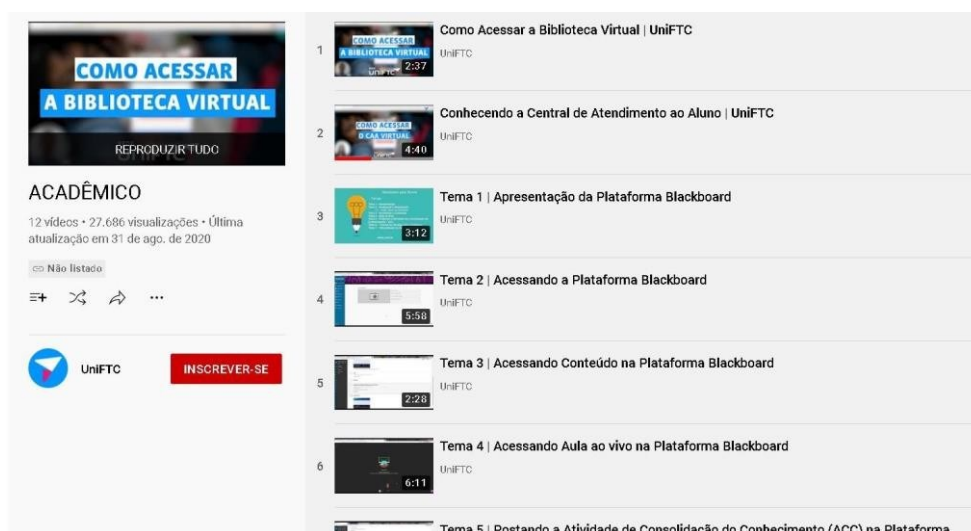 COMO ACESSAR
A BIBLIOTECA VIRTUAL
REPRODUZIR TUDO
ACADÊMICO
12 vídeos • 27.686 visualizações • Última
atualização em 31 de ago. de 2020
Não listado
UniFTC
INSCREVER-SE
1
COMO ACESSAR
A BIBLIOTECA VIRTUAL
UniFTC
2:37
Como Acessar a Biblioteca Virtual | UniFTC
UniFTC
2
COMO ACESSAR
O CAA VIRTUAL
4:40
Conhecendo a Central de Atendimento ao Aluno | UniFTC
UniFTC
3
3:12
Tema 1 | Apresentação da Plataforma Blackboard
UniFTC
4
5:58
Tema 2 | Acessando a Plataforma Blackboard
UniFTC
5
2:28
Tema 3 | Acessando Conteúdo na Plataforma Blackboard
UniFTC
6
6:11
Tema 4 | Acessando Aula ao vivo na Plataforma Blackboard
UniFTC
Tema 5 | Postando a Atividade de Consolidação do Conhecimento (ACC) na Plataforma